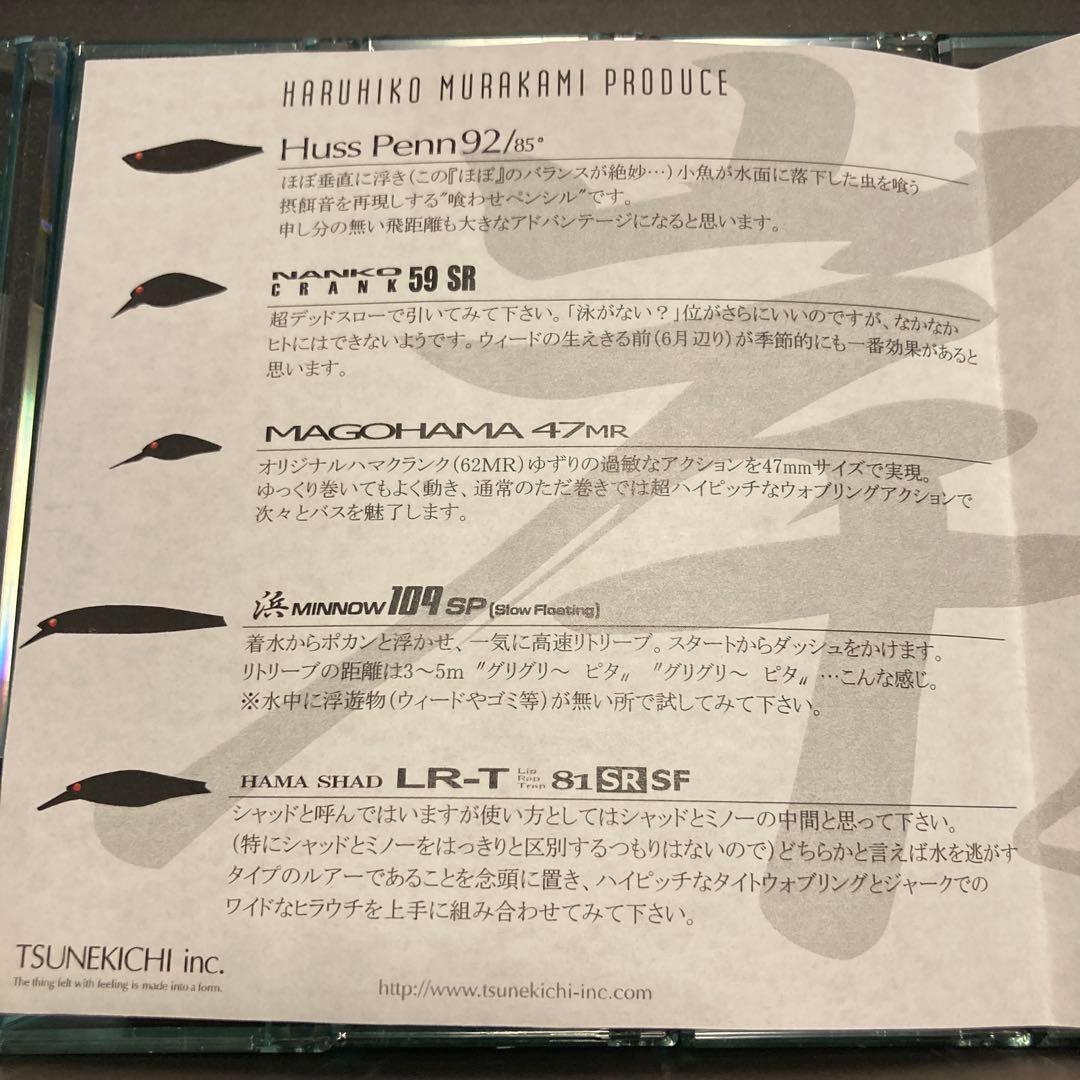 HARUHIKO MURAKAMI PRODUCE
Huss Penn92/85°
ほぼ垂直に浮き(この『ほぼ』のバランスが絶妙…)小魚が水面に落下した虫を喰う
摂餌音を再現する"喰わせペンシル"です。
申し分の無い飛距離も大きなアドバンテージになると思います。
NANKO
CRANK 59 SR
超デッドスローで引いてみて下さい。「泳がない?」位がさらにいいのですが、なかなか
ヒトにはできないようです。ウィードの生えきる前(6月辺り)が季節的にも一番効果があると
思います。
MAGOHAMA 47MR
オリジナルハマクランク(62MR)ゆずりの過敏なアクションを47mmサイズで実現。
ゆっくり巻いてもよく動き、通常のただ巻きでは超ハイピッチなウォブリングアクションで
次々とバスを魅了します。
浜MINNOW 109 SP(Slow Floating)
着水からポカンと浮かせ、一気に高速リトリーブ。スタートからダッシュをかけます。
リトリーブの距離は3〜5m 〃グリグリ〜 ピタ〃 〃グリグリ〜 ピタ〃…こんな感じ。
※水中に浮遊物(ウィードやゴミ等)が無い所で試してみて下さい。
HAMA SHAD LR-T Lip Rap Trap 81 SR SF
シャッドと呼んではいますが使い方としてはシャッドとミノーの中間と思って下さい。
(特にシャッドとミノーをはっきりと区別するつもりはないので)どちらかと言えば水を逃がす
タイプのルアーであることを念頭に置き、ハイピッチなタイトウォブリングとジャークでの
ワイドなヒラウチを上手に組み合わせてみて下さい。
TSUNEKICHI inc.
The thing felt with feeling is made into a form.
http://www.tsunekichi-inc.com